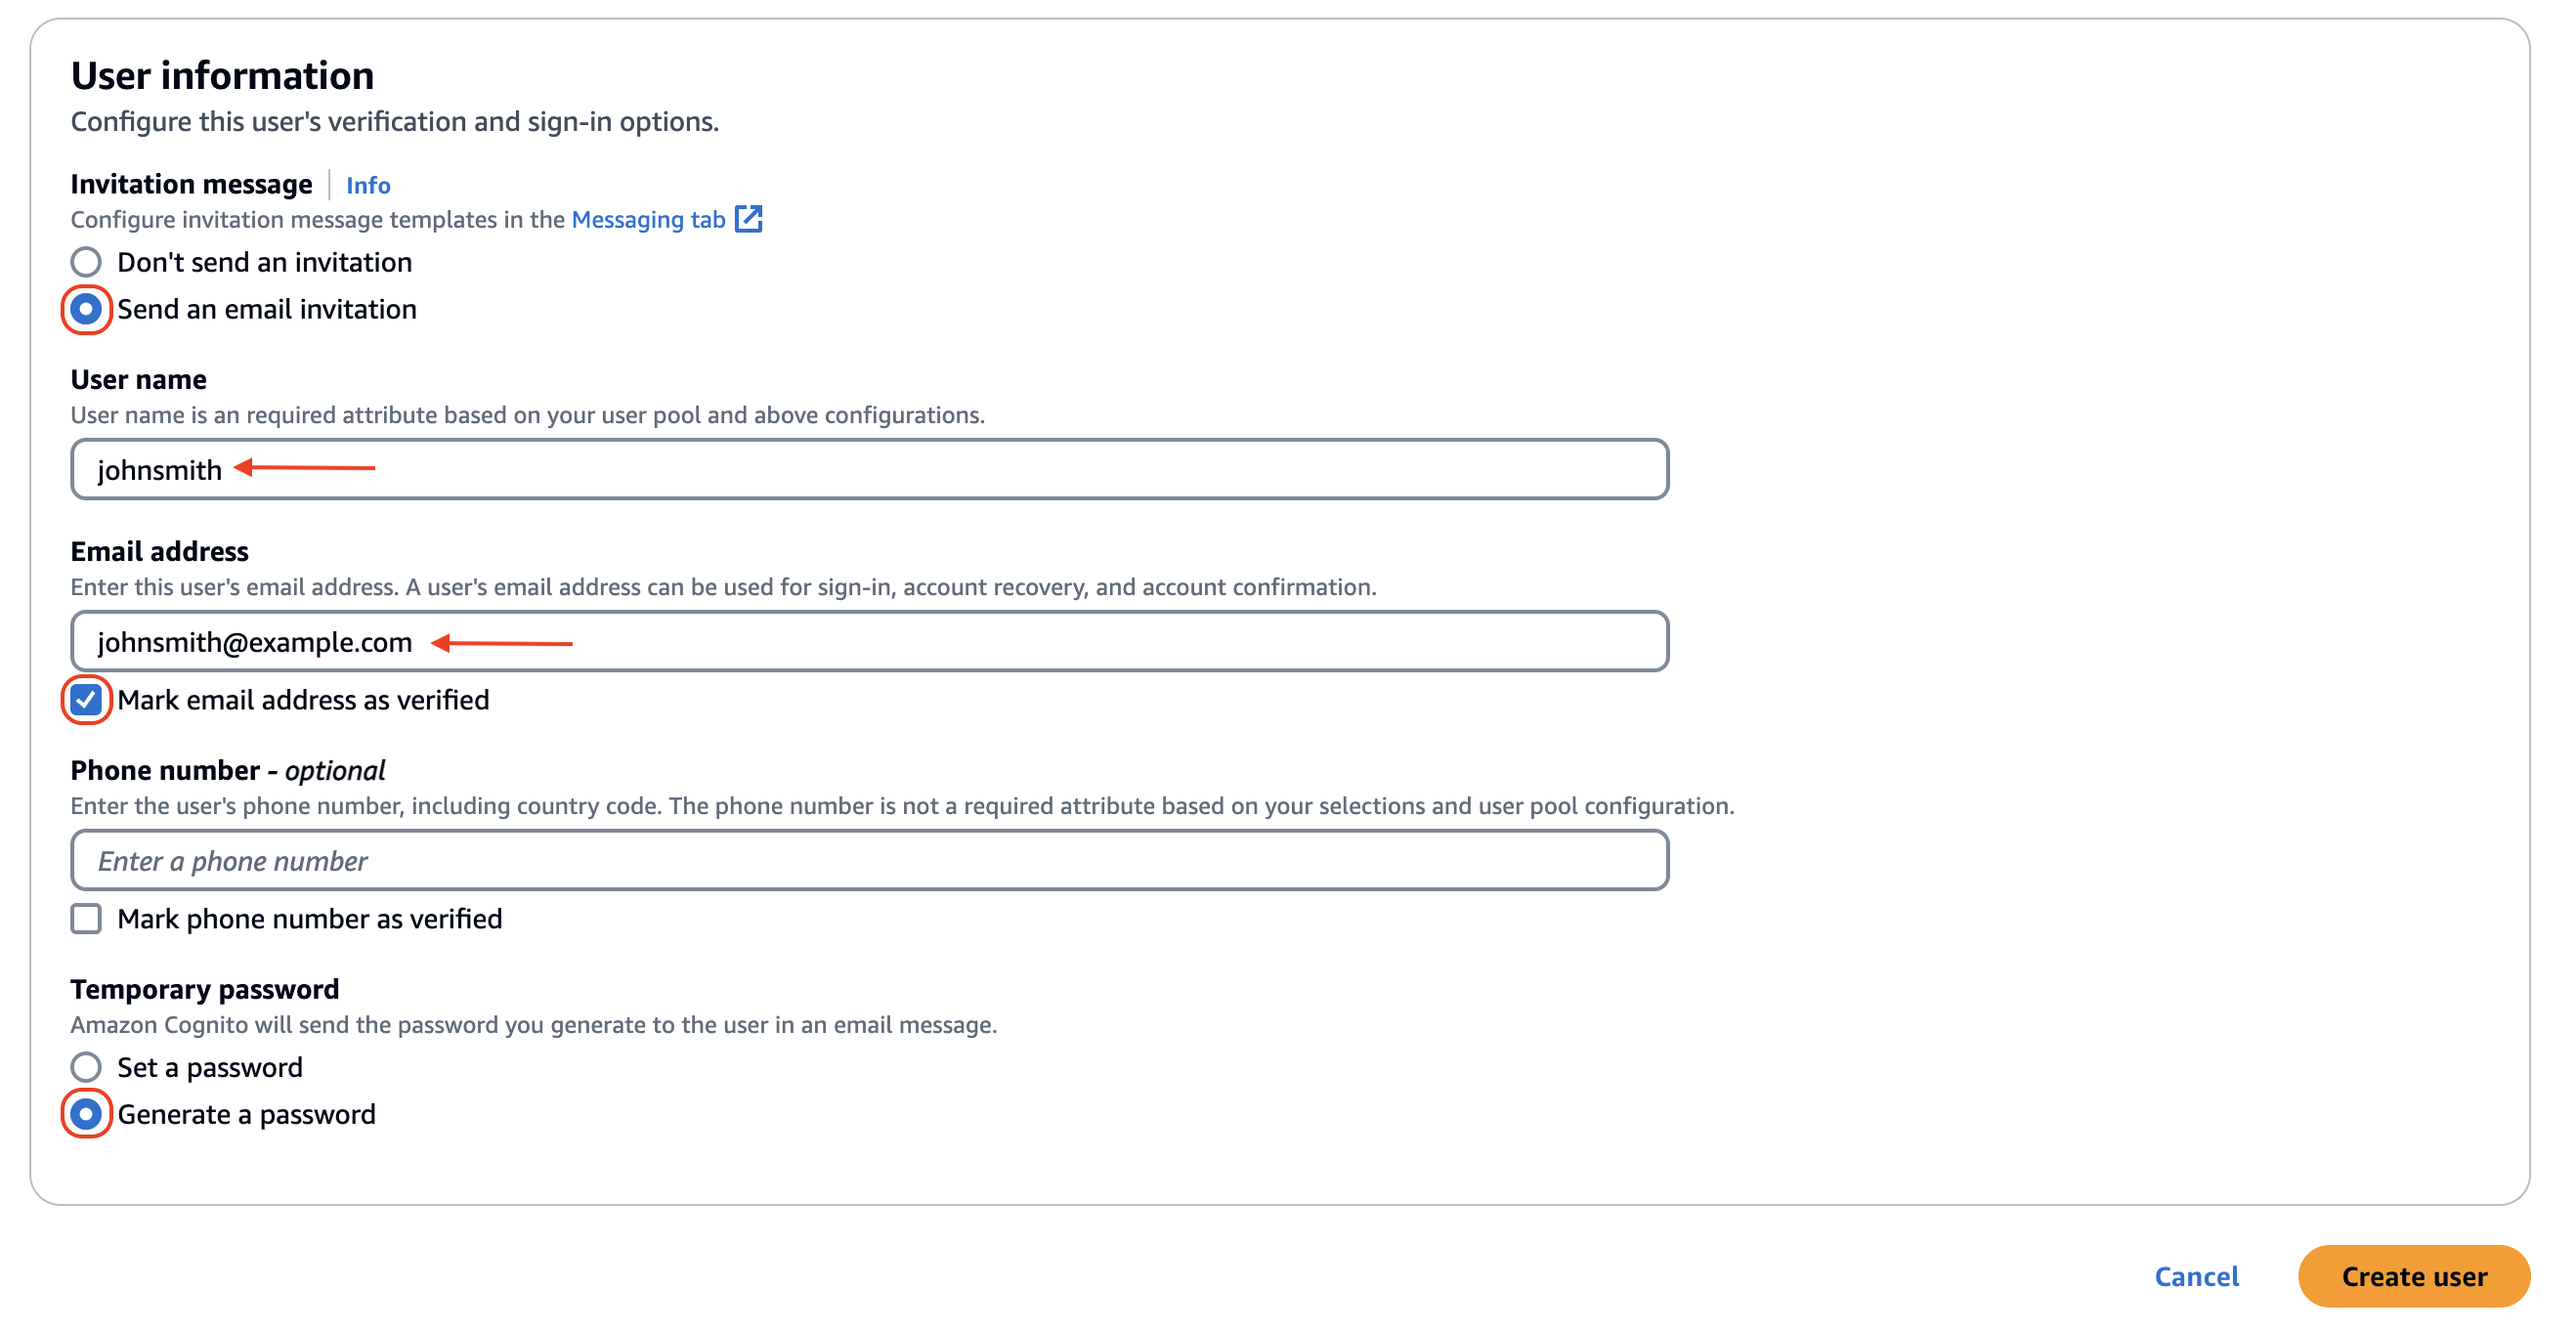 User information
Configure this user's verification and sign-in options.
Invitation message | Info
Configure invitation message templates in the Messaging tab
Don't send an invitation
Send an email invitation
User name
User name is an required attribute based on your user pool and above configurations.
johnsmith
Email address
Enter this user's email address. A user's email address can be used for sign-in, account recovery, and account confirmation.
johnsmith@example.com
Mark email address as verified
Phone number - optional
Enter the user's phone number, including country code. The phone number is not a required attribute based on your selections and user pool configuration.
Enter a phone number
Mark phone number as verified
Temporary password
Amazon Cognito will send the password you generate to the user in an email message.
Set a password
Generate a password
Cancel Create user